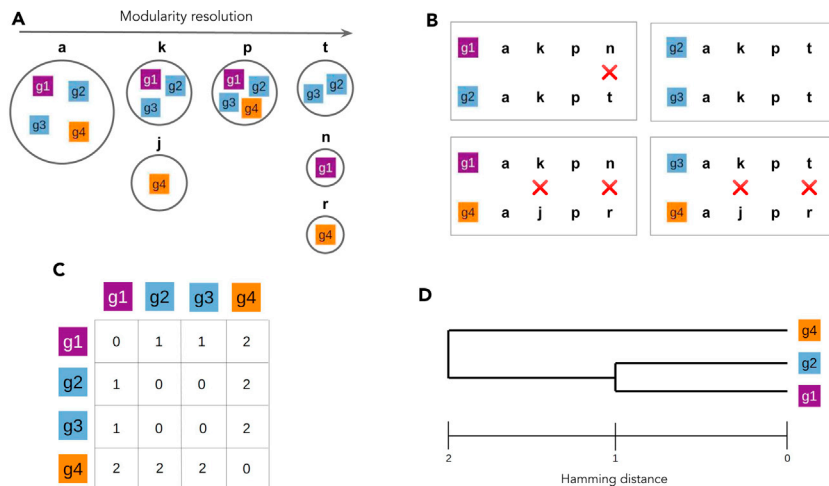 A
Modularity resolution
a k p t
g1 g2 g3 g4
g1 g2 g3
g1 g2 g3 g4
g2 g3
j
g4
n
g1
r
g4
B
g1 a k p n
g2 a k p t
g2 a k p t
g3 a k p t
g1 a k p n
g4 a j p r
g3 a k p t
g4 a j p r
C
g1 g2 g3 g4
g1 0 1 1 2
g2 1 0 0 2
g3 1 0 0 2
g4 2 2 2 0
D
g4
g2
g1
2 1 0
Hamming distance